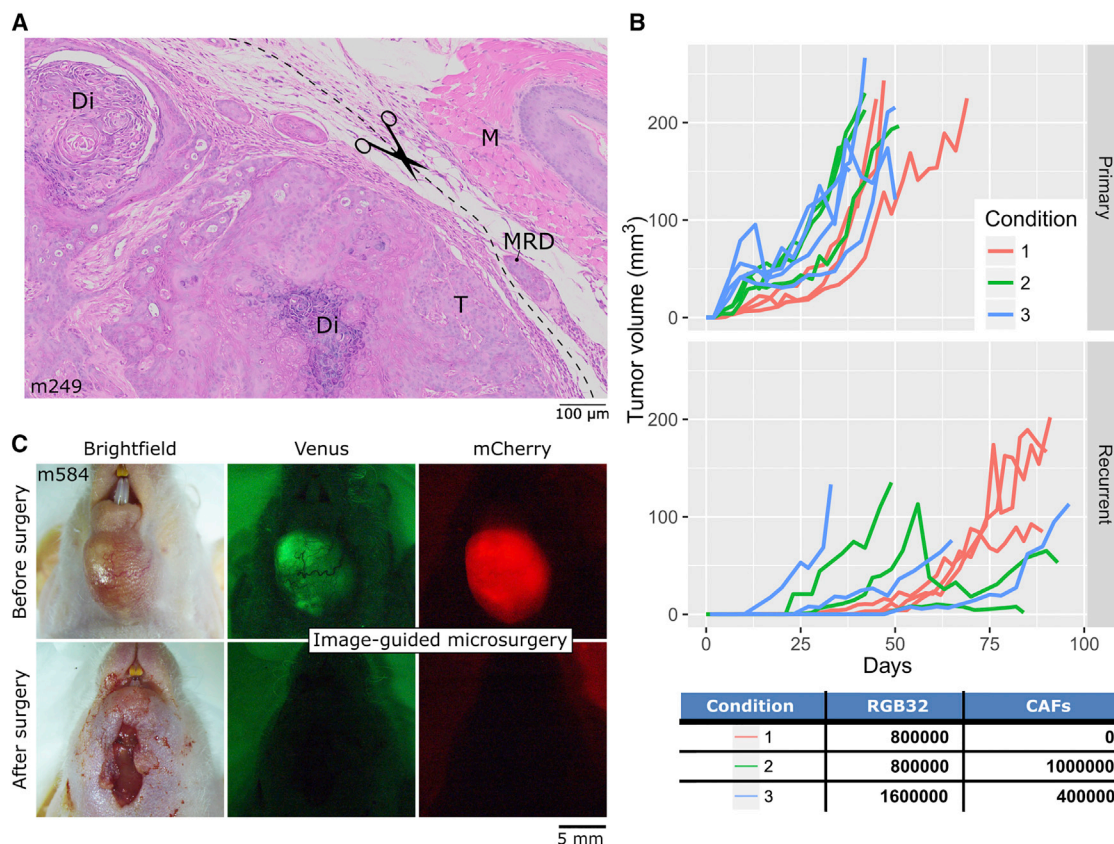 A
Di
M
MRD
T
Di
m249
100 µm
B
Tumor volume (mm3)
200
100
0
Primary
Condition
1
2
3
200
100
0
Recurrent
0
25
50
75
100
Days
Condition RGB32 CAFs
1 800000 0
2 800000 1000000
3 1600000 400000
C
Brightfield Venus mCherry
Before surgery
m584
Image-guided microsurgery
After surgery
5 mm